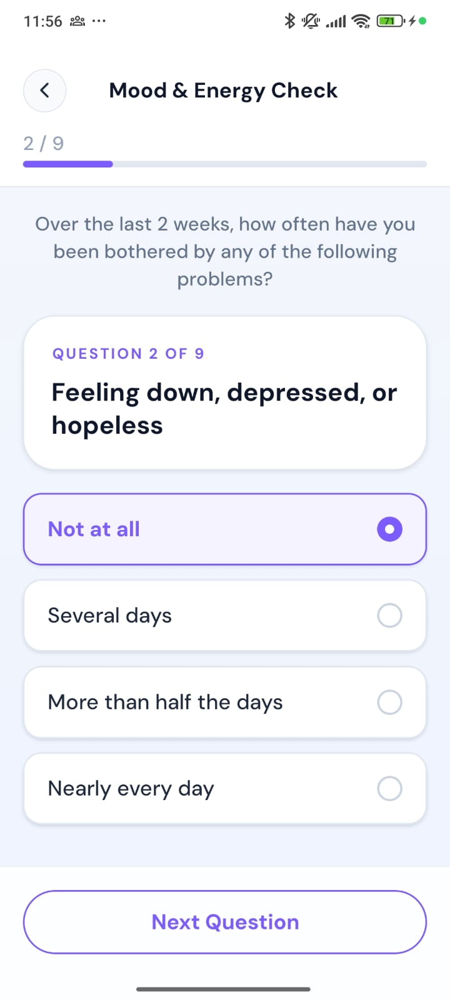 11:56 ...
71
Mood & Energy Check
2 / 9
Over the last 2 weeks, how often have you
been bothered by any of the following
problems?
QUESTION 2 OF 9
Feeling down, depressed, or
hopeless
Not at all
Several days
More than half the days
Nearly every day
Next Question